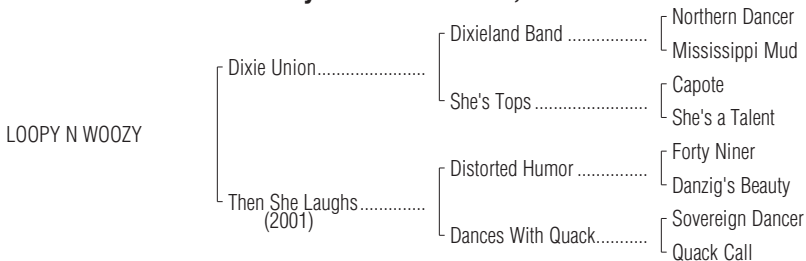 Northern Dancer
Dixieland Band ..................
Mississippi Mud
Dixie Union.......................
Capote
She's Tops ........................
She's a Talent
LOOPY N WOOZY
Forty Niner
Distorted Humor ...............
Danzig's Beauty
Then She Laughs..............
(2001)
Sovereign Dancer
Dances With Quack...........
Quack Call